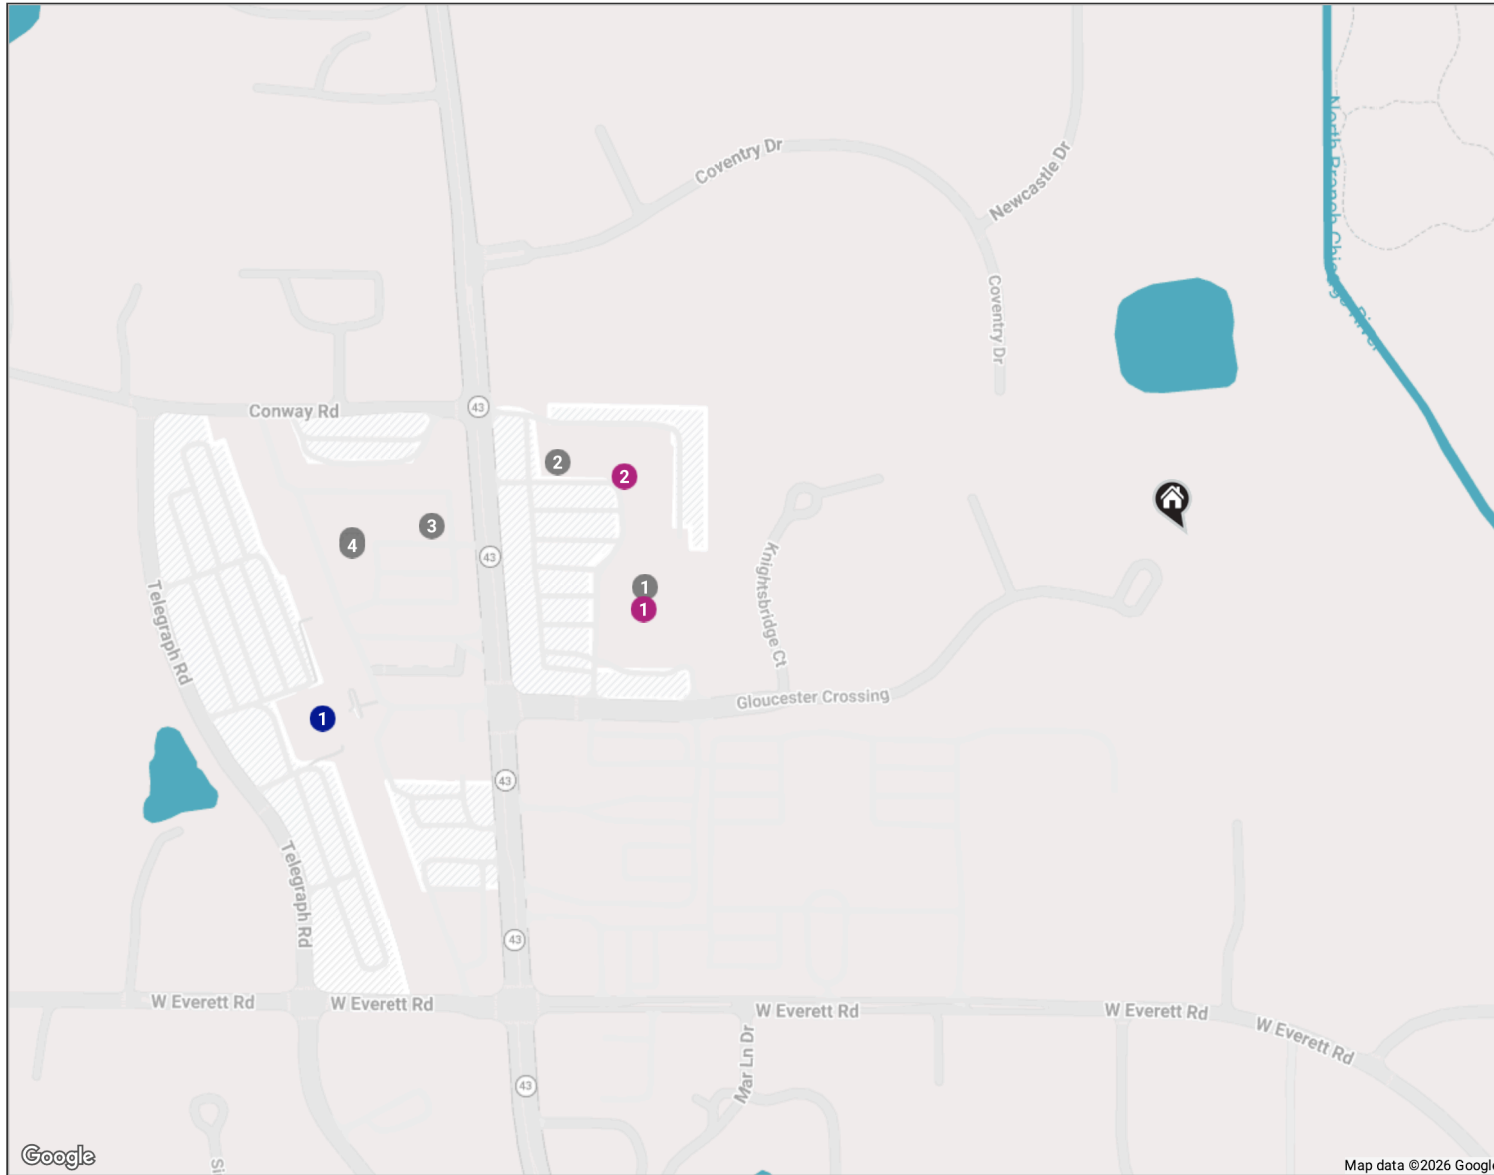 Coventry Dr
Newcastle Dr
North Branch Chicago River
Coventry Dr
Conway Rd
43
2
2
3
4
43
1
1
Knightsbridge Ct
Telegraph Rd
Gloucester Crossing
1
43
Telegraph Rd
43
W Everett Rd
W Everett Rd
W Everett Rd
W Everett Rd
W Everett Rd
Mar Ln Dr
43
Google
Si
Map data ©2026 Google